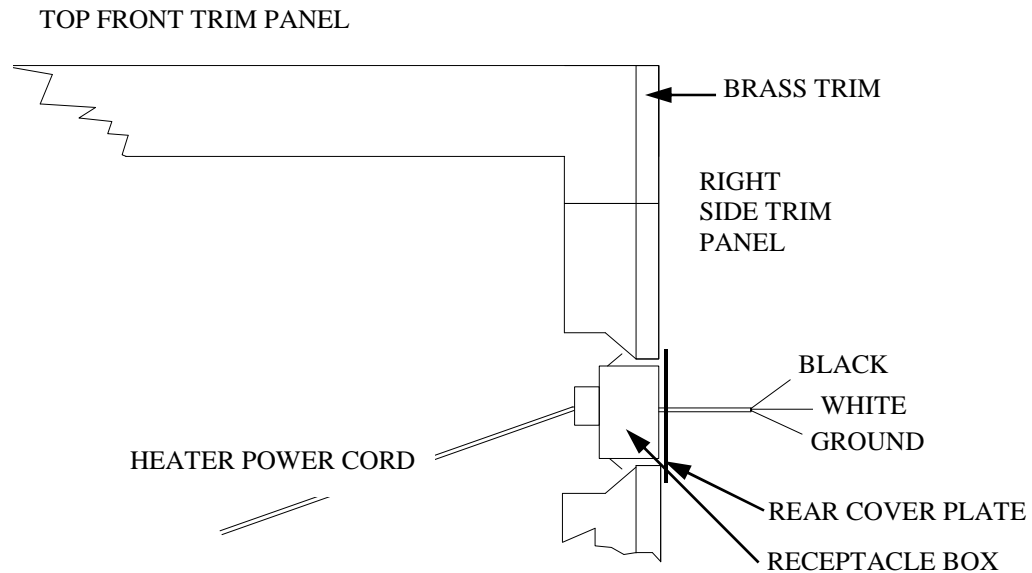 TOP FRONT TRIM PANEL
BRASS TRIM
RIGHT
SIDE TRIM
PANEL
BLACK
WHITE
GROUND
HEATER POWER CORD
REAR COVER PLATE
RECEPTACLE BOX